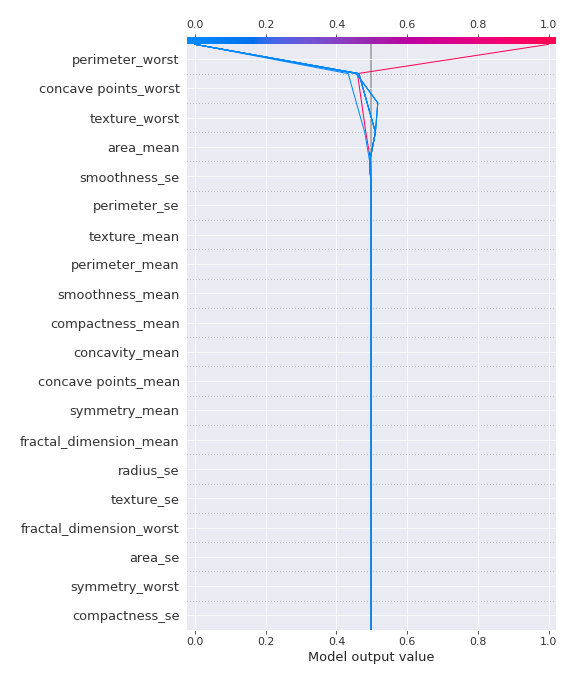 0.0 0.2 0.4 0.6 0.8 1.0
perimeter_worst
concave points_worst
texture_worst
area_mean
smoothness_se
perimeter_se
texture_mean
perimeter_mean
smoothness_mean
compactness_mean
concavity_mean
concave points_mean
symmetry_mean
fractal_dimension_mean
radius_se
texture_se
fractal_dimension_worst
area_se
symmetry_worst
compactness_se
0.0 0.2 0.4 0.6 0.8 1.0
Model output value